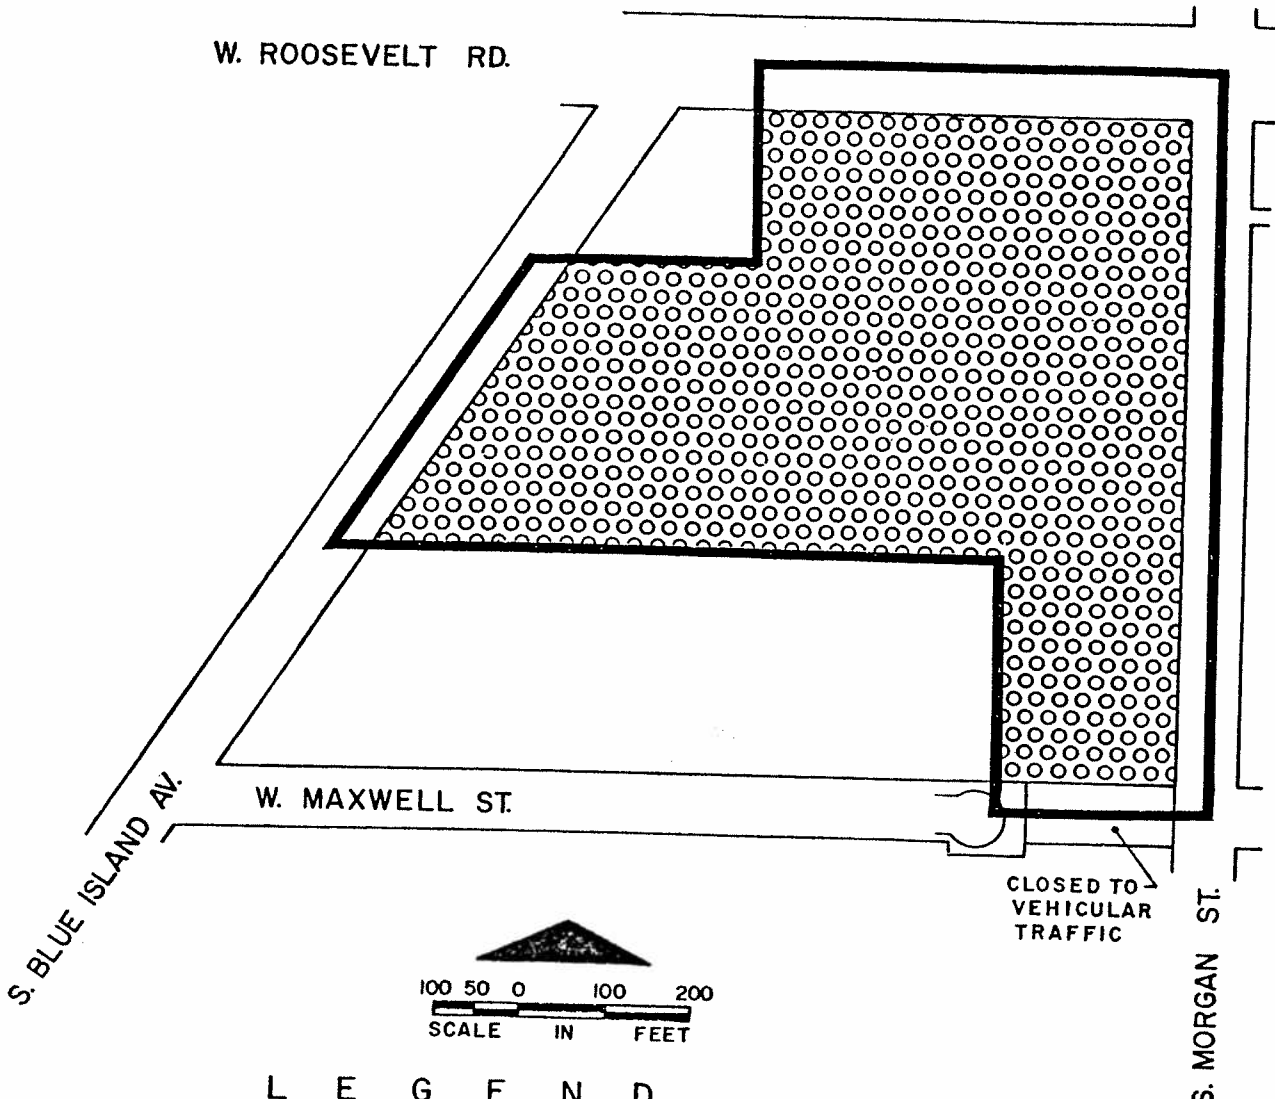 W. ROOSEVELT RD.
W. MAXWELL ST.
S. BLUE ISLAND AV.
CLOSED TO
VEHICULAR
TRAFFIC
S. MORGAN ST.
100 50 0 100 200
SCALE IN FEET
LEGEND